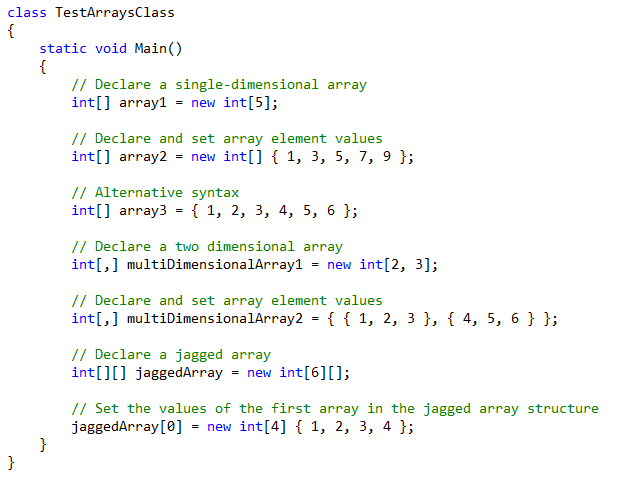 class TestArraysClass
{
    static void Main()
    {
        // Declare a single-dimensional array
        int[] array1 = new int[5];

        // Declare and set array element values
        int[] array2 = new int[] { 1, 3, 5, 7, 9 };

        // Alternative syntax
        int[] array3 = { 1, 2, 3, 4, 5, 6 };

        // Declare a two dimensional array
        int[,] multiDimensionalArray1 = new int[2, 3];

        // Declare and set array element values
        int[,] multiDimensionalArray2 = { { 1, 2, 3 }, { 4, 5, 6 } };

        // Declare a jagged array
        int[][] jaggedArray = new int[6][];

        // Set the values of the first array in the jagged array structure
        jaggedArray[0] = new int[4] { 1, 2, 3, 4 };
    }
}